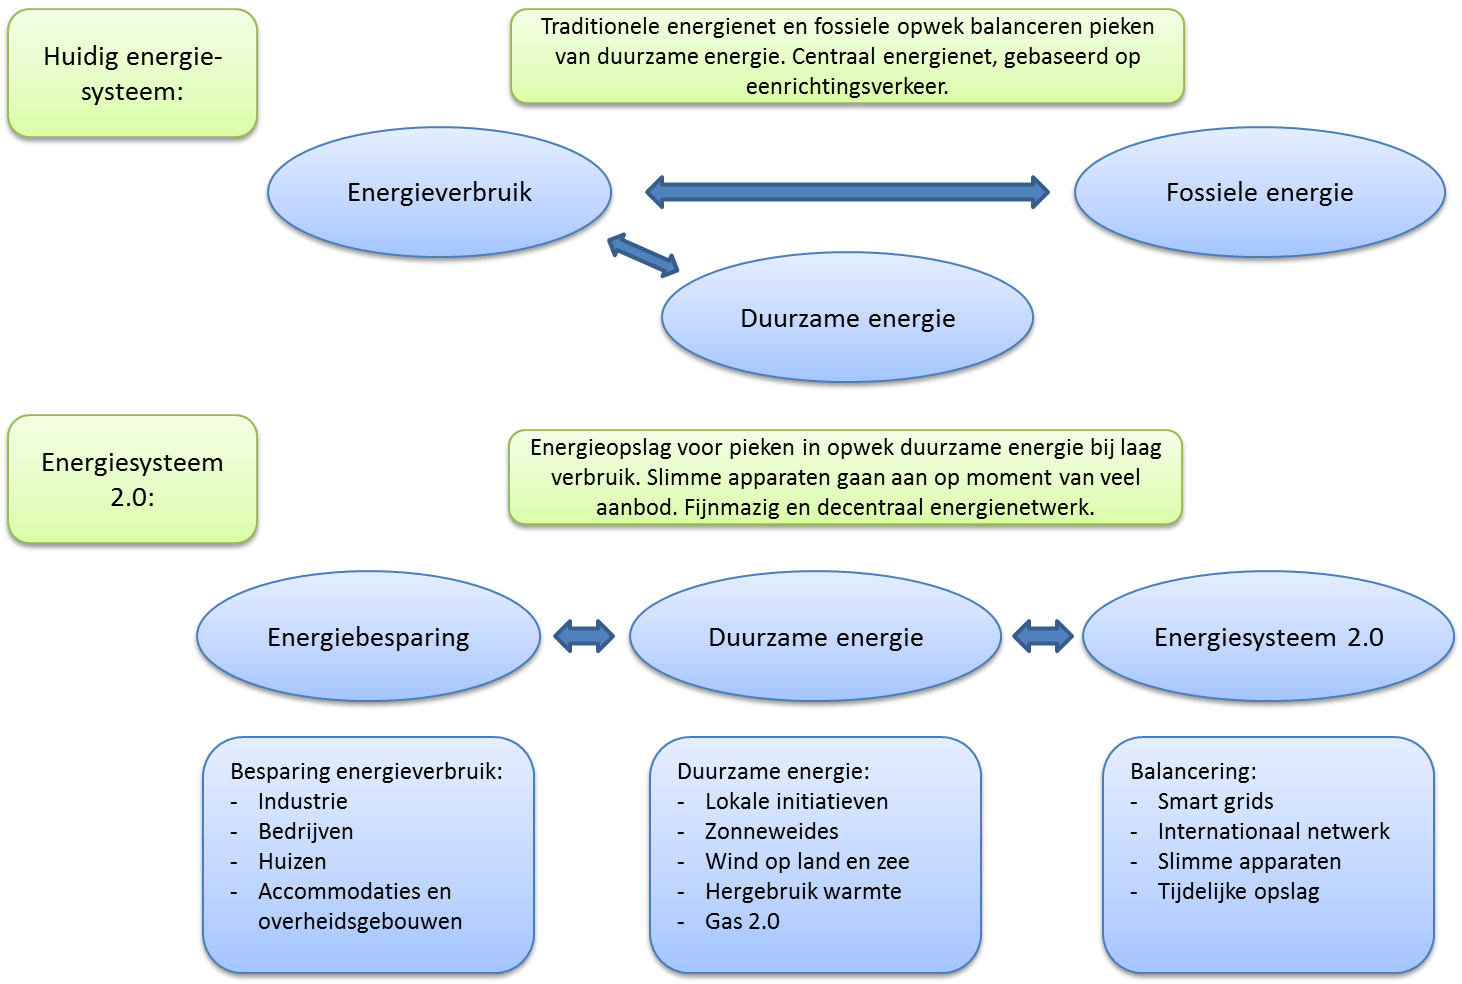 Huidig energie-
systeem:
Traditionele energienet en fossiele opwek balanceren pieken
van duurzame energie. Centraal energienet, gebaseerd op
eenrichtingsverkeer.
Energieverbruik
Fossiele energie
Duurzame energie
Energiesysteem
2.0:
Energieopslag voor pieken in opwek duurzame energie bij laag
verbruik. Slimme apparaten gaan aan op moment van veel
aanbod. Fijnmazig en decentraal energienetwerk.
Energiebesparing
Duurzame energie
Energiesysteem 2.0
Besparing energieverbruik:
- Industrie
- Bedrijven
- Huizen
- Accommodaties en
overheidsgebouwen
Duurzame energie:
- Lokale initiatieven
- Zonneweides
- Wind op land en zee
- Hergebruik warmte
- Gas 2.0
Balancering:
- Smart grids
- Internationaal netwerk
- Slimme apparaten
- Tijdelijke opslag